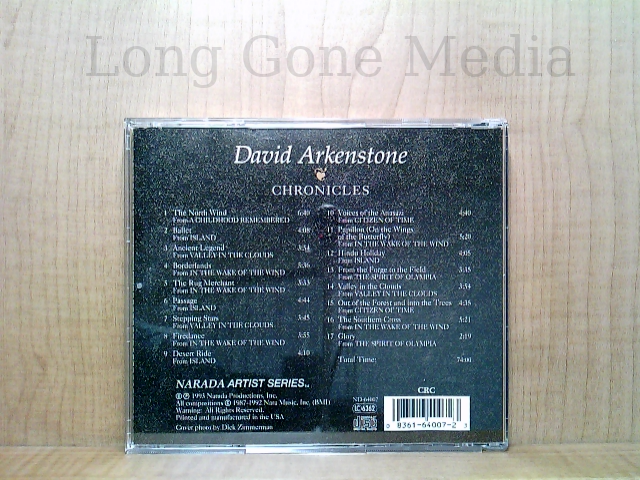 Long Gone Media
David Arkenstone
CHRONICLES
1 The North Wind 6:40
From A CHILDHOOD REMEMBERED
2 Ballet 4:08
From ISLAND
3 Ancient Legend 3:34
From VALLEY IN THE CLOUDS
4 Borderlands 3:36
From IN THE WAKE OF THE WIND
5 The Rug Merchant 3:33
From IN THE WAKE OF THE WIND
6 Passage 4:44
From ISLAND
7 Stepping Stars 3:45
From VALLEY IN THE CLOUDS
8 Firedance 3:55
From IN THE WAKE OF THE WIND
9 Desert Ride 4:10
From ISLAND
10 Voices of the Anasazi 4:40
From CITIZEN OF TIME
11 Papillon (On the Wings
of the Butterfly) 5:20
From IN THE WAKE OF THE WIND
12 Hindu Holiday 4:05
From ISLAND
13 From the Forge to the Field 3:15
From THE SPIRIT OF OLYMPIA
14 Valley in the Clouds 3:54
From VALLEY IN THE CLOUDS
15 Out of the Forest and into the Trees 4:35
From CITIZEN OF TIME
16 The Southern Cross 5:21
From IN THE WAKE OF THE WIND
17 Glory 2:19
From THE SPIRIT OF OLYMPIA
Total Time: 74:00
NARADA ARTIST SERIES
© ℗ 1993 Narada Productions, Inc.
All compositions © 1987-1992 Nara Music, Inc. (BMI)
Warning: All Rights Reserved.
Printed and manufactured in the USA
Cover photo by Dick Zimmerman
ND-64007
LC 6362
CRC
0 8361-64007-2 3